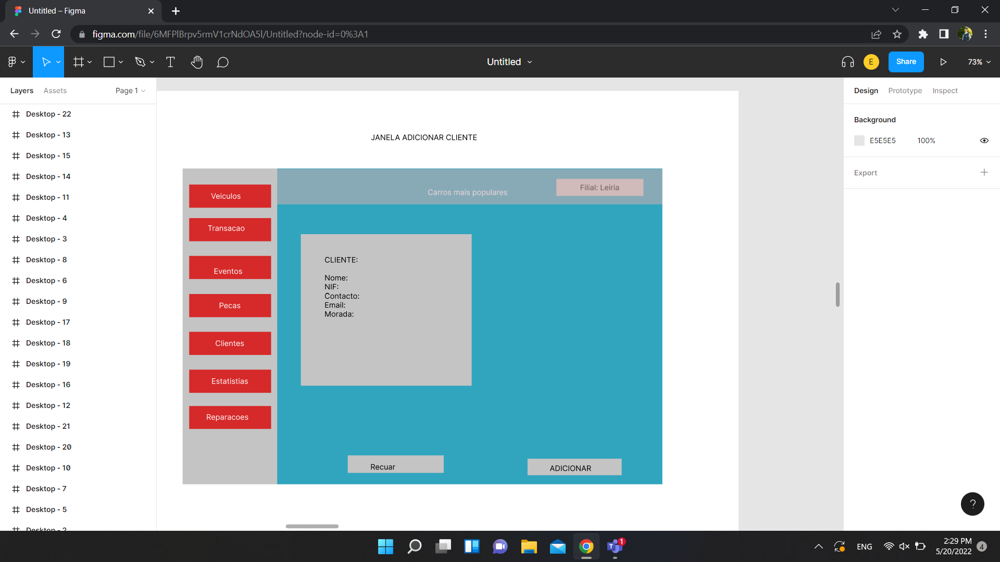 Untitled – Figma
figma.com/file/6MFPlBrpv5rmV1crNdOA5l/Untitled?node-id=0%3A1
Untitled
E
Share
73%
Layers
Assets
Page 1
Design
Prototype
Inspect
Desktop - 22
Desktop - 13
Desktop - 15
Desktop - 14
Desktop - 11
Desktop - 4
Desktop - 3
Desktop - 8
Desktop - 6
Desktop - 9
Desktop - 17
Desktop - 18
Desktop - 19
Desktop - 16
Desktop - 12
Desktop - 21
Desktop - 20
Desktop - 10
Desktop - 7
Desktop - 5
Desktop - 2
JANELA ADICIONAR CLIENTE
Veiculos
Transacao
Eventos
Pecas
Clientes
Estatistias
Reparacoes
Carros mais populares
Filial: Leiria
CLIENTE:
Nome:
NIF:
Contacto:
Email:
Morada:
Recuar
ADICIONAR
Background
E5E5E5
100%
Export
?
1
ENG
2:29 PM
5/20/2022
4